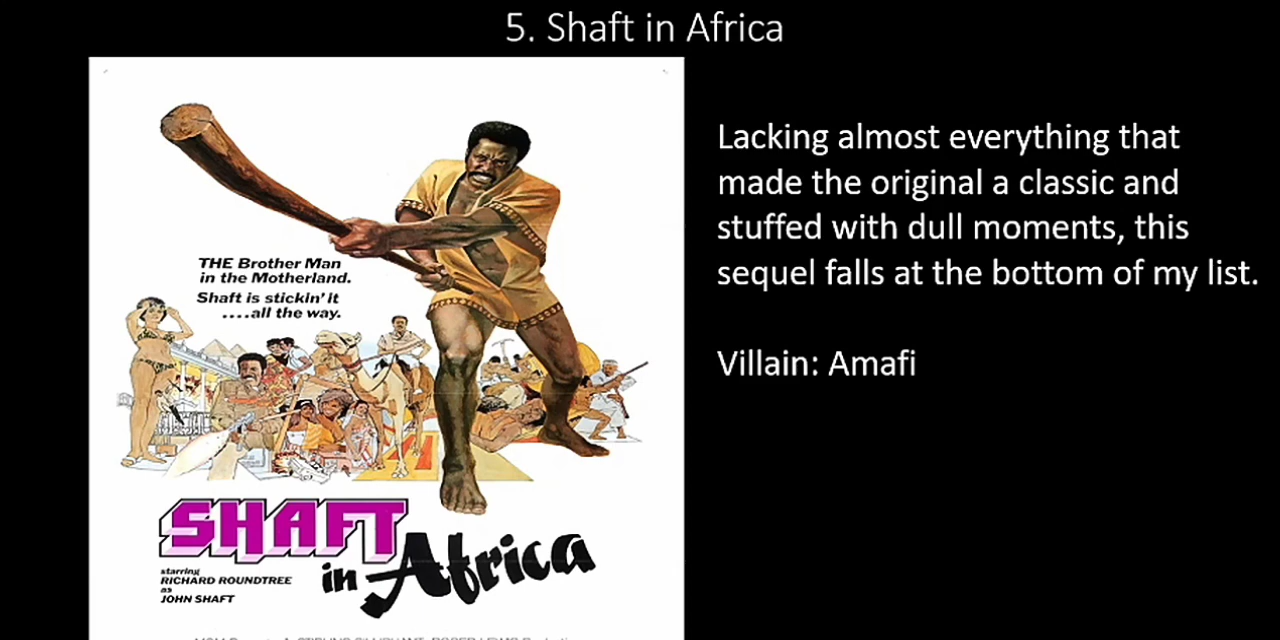 5. Shaft in Africa
Lacking almost everything that
made the original a classic and
stuffed with dull moments, this
sequel falls at the bottom of my list.
Villain: Amafi
THE Brother Man
in the Motherland.
Shaft is stickin' it
....all the way.
SHAFT
in Africa
starring
RICHARD ROUNDTREE
as
JOHN SHAFT